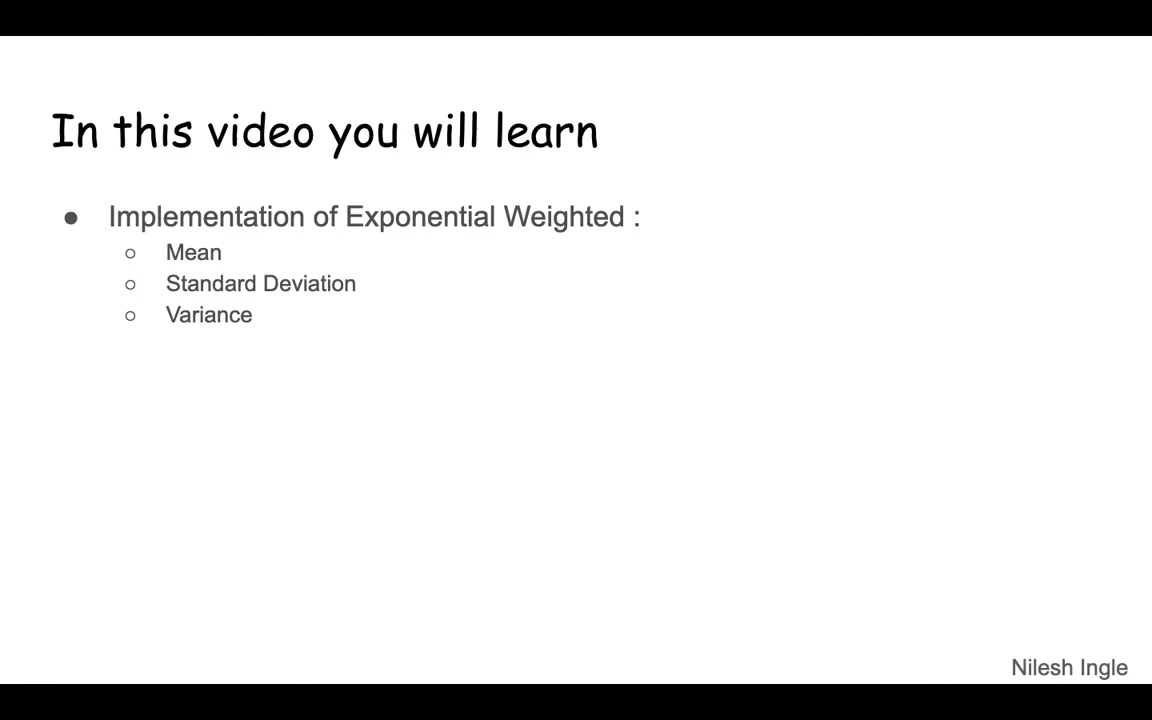 In this video you will learn
● Implementation of Exponential Weighted :
○ Mean
○ Standard Deviation
○ Variance
Nilesh Ingle